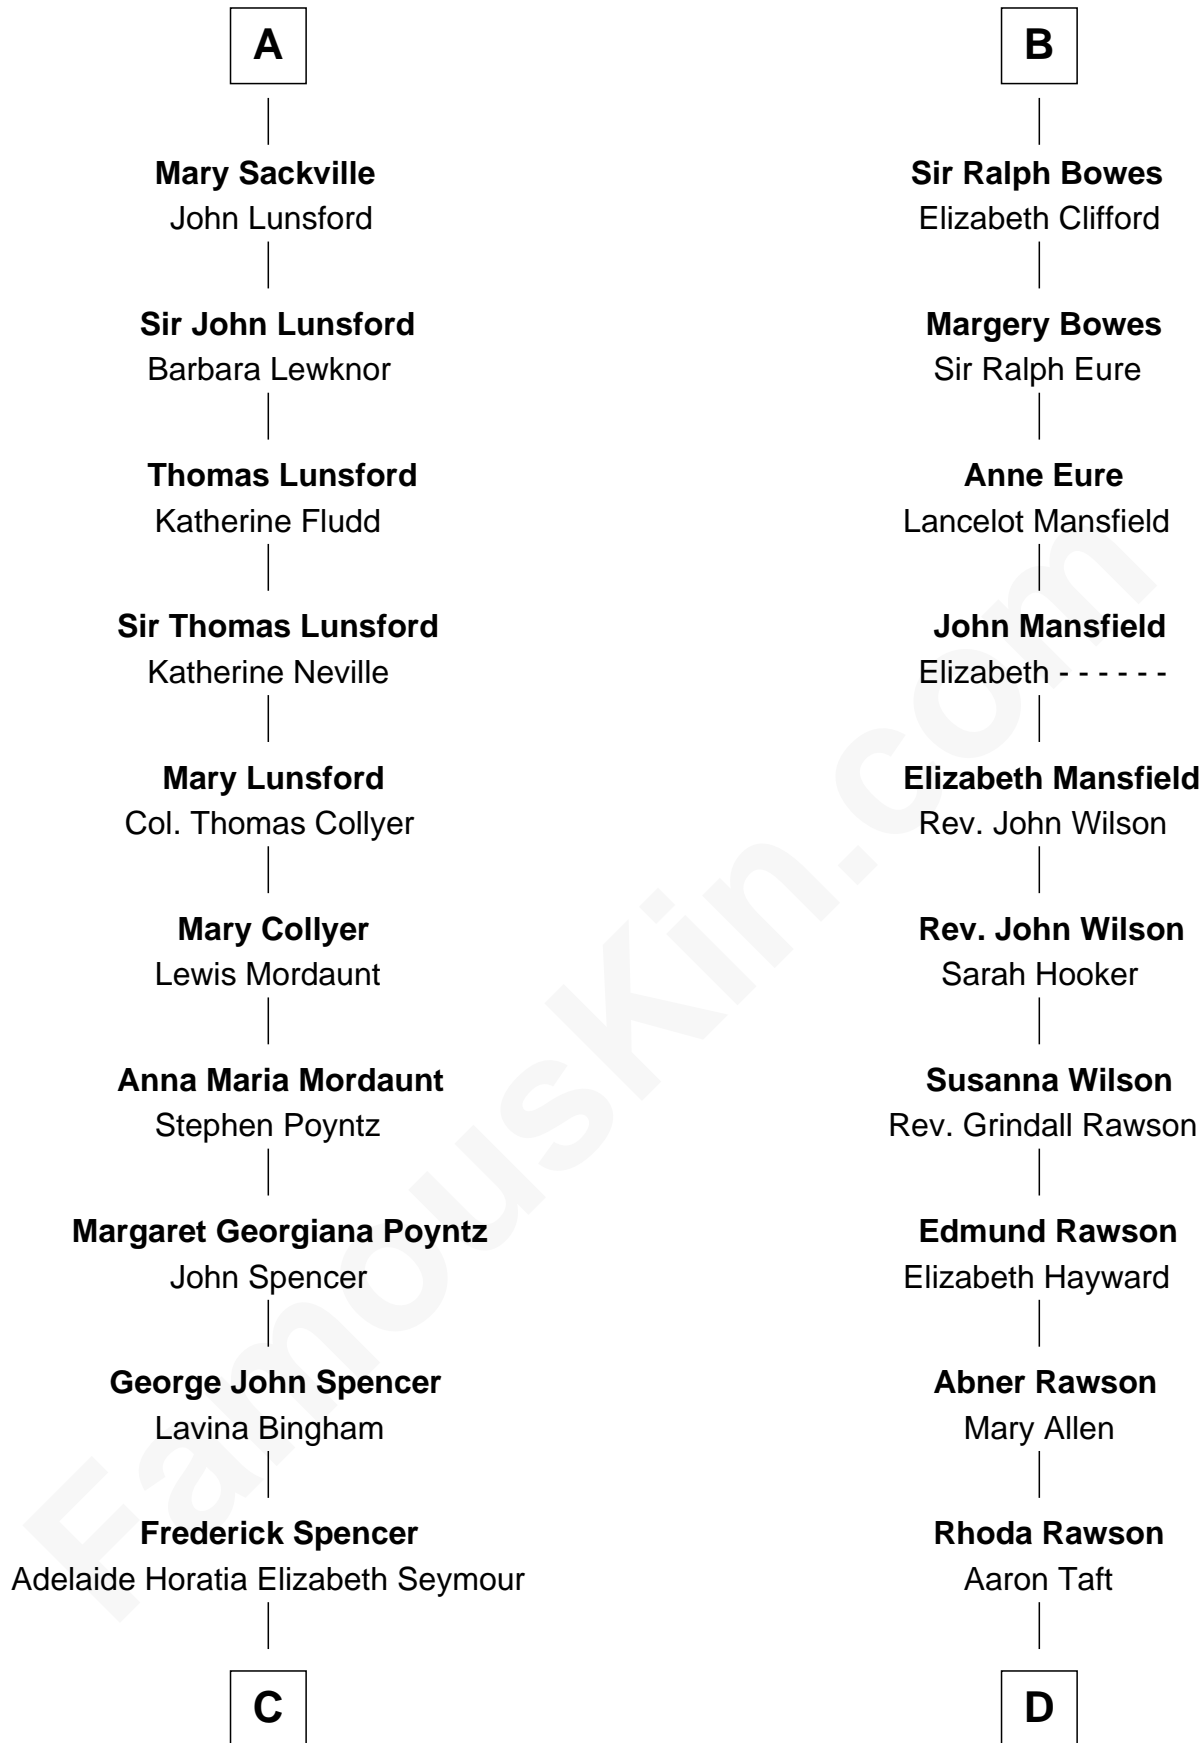 A
Mary Sackville
John Lunsford
Sir John Lunsford
Barbara Lewknor
Thomas Lunsford
Katherine Fludd
Sir Thomas Lunsford
Katherine Neville
Mary Lunsford
Col. Thomas Collyer
Mary Collyer
Lewis Mordaunt
Anna Maria Mordaunt
Stephen Poyntz
Margaret Georgiana Poyntz
John Spencer
George John Spencer
Lavina Bingham
Frederick Spencer
Adelaide Horatia Elizabeth Seymour
C
B
Sir Ralph Bowes
Elizabeth Clifford
Margery Bowes
Sir Ralph Eure
Anne Eure
Lancelot Mansfield
John Mansfield
Elizabeth - - - - - -
Elizabeth Mansfield
Rev. John Wilson
Rev. John Wilson
Sarah Hooker
Susanna Wilson
Rev. Grindall Rawson
Edmund Rawson
Elizabeth Hayward
Abner Rawson
Mary Allen
Rhoda Rawson
Aaron Taft
D
FamousKin.com